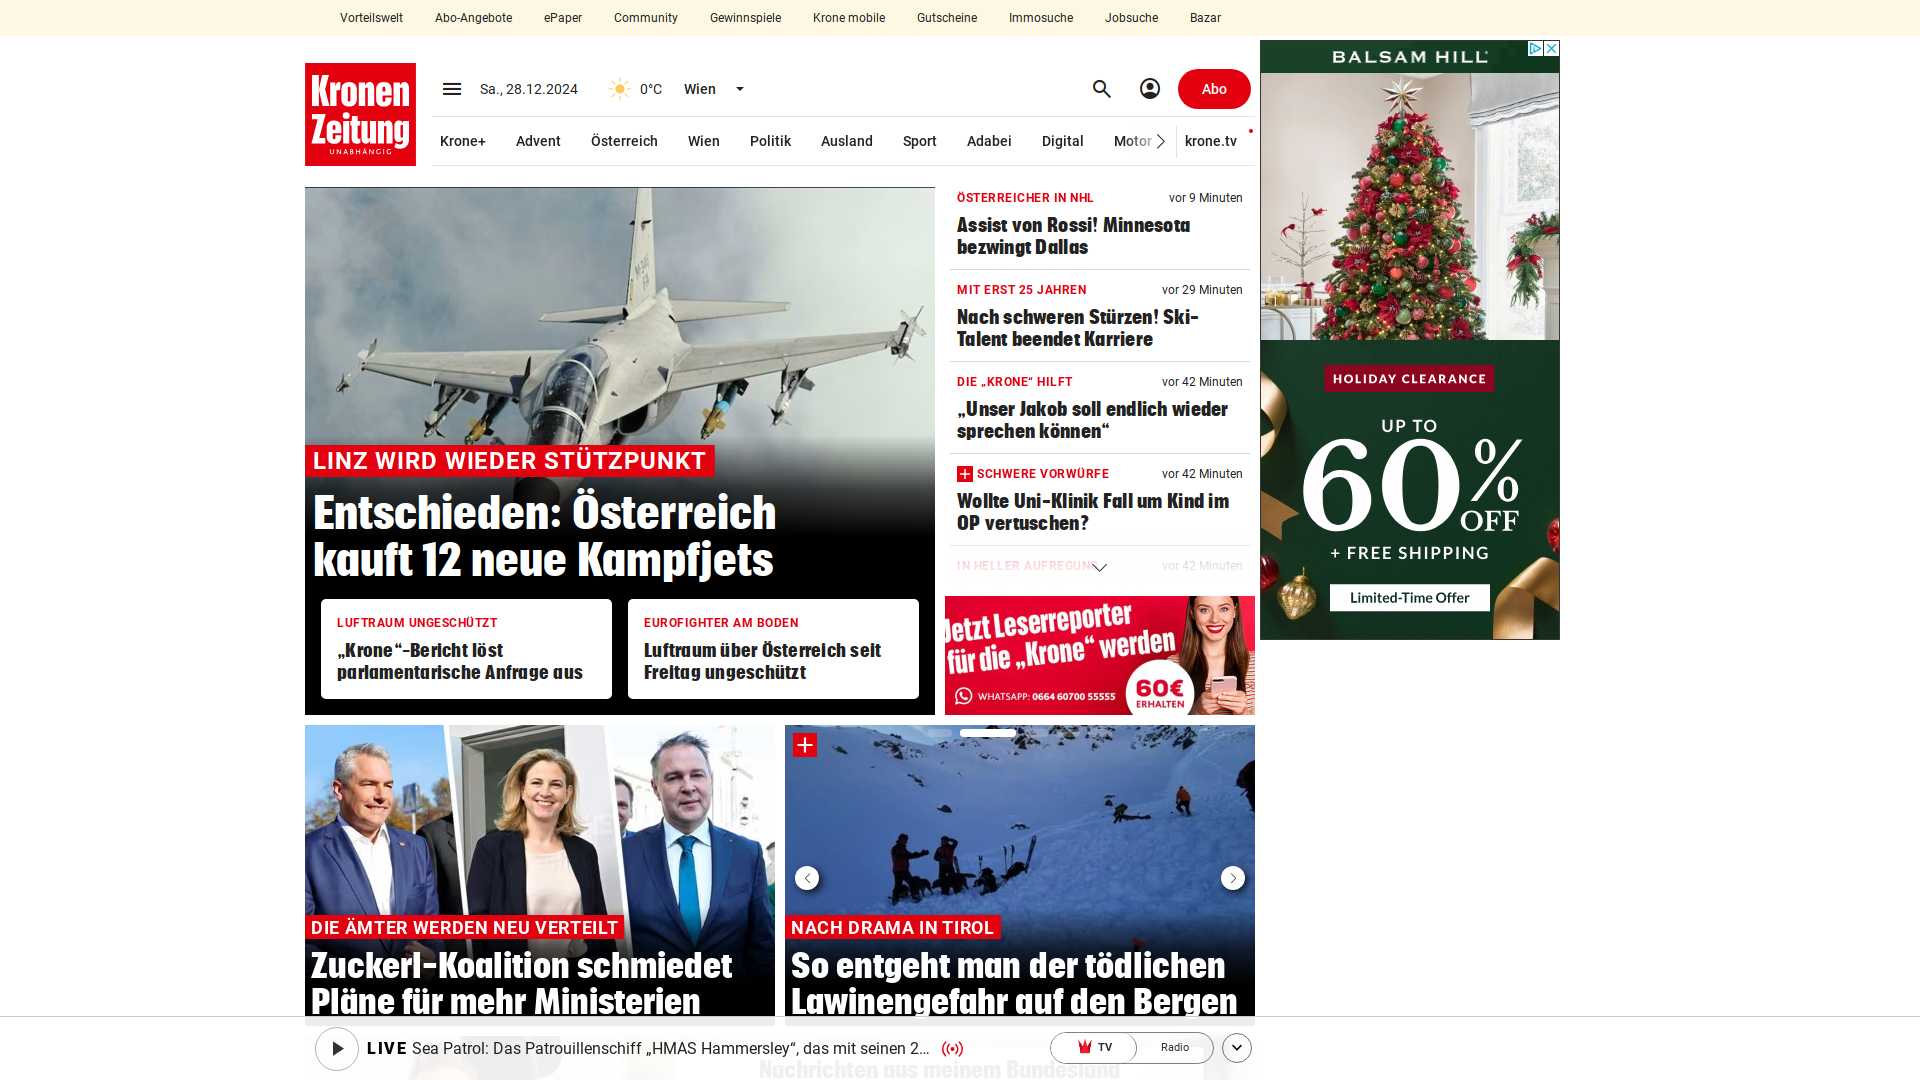 Vorteilswelt
Abo-Angebote
ePaper
Community
Gewinnspiele
Krone mobile
Gutscheine
Immosuche
Jobsuche
Bazar
Kronen
Zeitung
UNABHÄNGIG
Sa., 28.12.2024
0°C
Wien
Abo
Krone+
Advent
Österreich
Wien
Politik
Ausland
Sport
Adabei
Digital
Motor
krone.tv
LINZ WIRD WIEDER STÜTZPUNKT
Entschieden: Österreich
kauft 12 neue Kampfjets
LUFTRAUM UNGESCHÜTZT
„Krone“-Bericht löst
parlamentarische Anfrage aus
EUROFIGHTER AM BODEN
Luftraum über Österreich seit
Freitag ungeschützt
ÖSTERREICHER IN NHL
vor 9 Minuten
Assist von Rossi! Minnesota
bezwingt Dallas
MIT ERST 25 JAHREN
vor 29 Minuten
Nach schweren Stürzen! Ski-
Talent beendet Karriere
DIE „KRONE“ HILFT
vor 42 Minuten
„Unser Jakob soll endlich wieder
sprechen können“
SCHWERE VORWÜRFE
vor 42 Minuten
Wollte Uni-Klinik Fall um Kind im
OP vertuschen?
IN HELLER AUFREGUNG
vor 42 Minuten
Jetzt Leserreporter
für die „Krone“ werden
WHATSAPP: 0664 60700 55555
60€
ERHALTEN
BALSAM HILL
HOLIDAY CLEARANCE
UP TO
60%
OFF
+ FREE SHIPPING
Limited-Time Offer
DIE ÄMTER WERDEN NEU VERTEILT
Zuckerl-Koalition schmiedet
Pläne für mehr Ministerien
NACH DRAMA IN TIROL
So entgeht man der tödlichen
Lawinengefahr auf den Bergen
LIVE Sea Patrol: Das Patrouillenschiff „HMAS Hammersley“, das mit seinen 2...
TV
Radio
Nachrichten aus meinem Bundesland